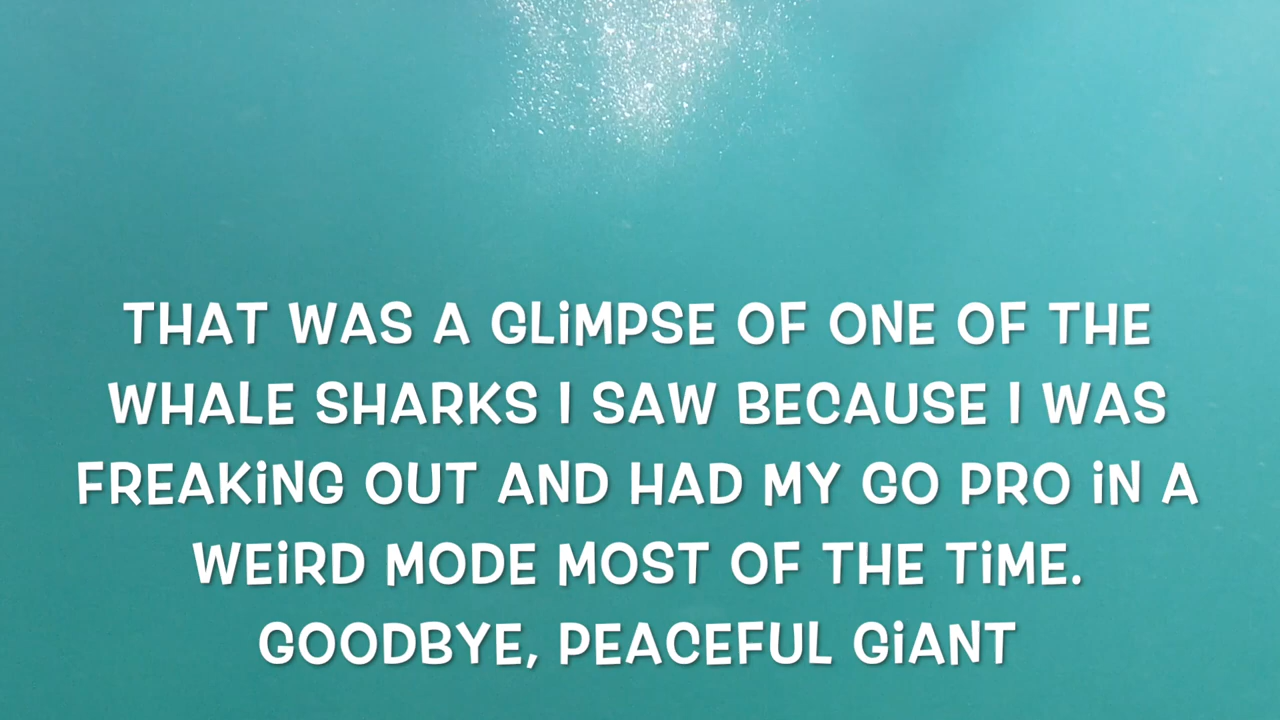 THAT WAS A GLiMPSE OF ONE OF THE
WHALE SHARKS I SAW BECAUSE I WAS
FREAKiNG OUT AND HAD MY GO PRO iN A
WEiRD MODE MOST OF THE TiME.
GOODBYE, PEACEFUL GiANT